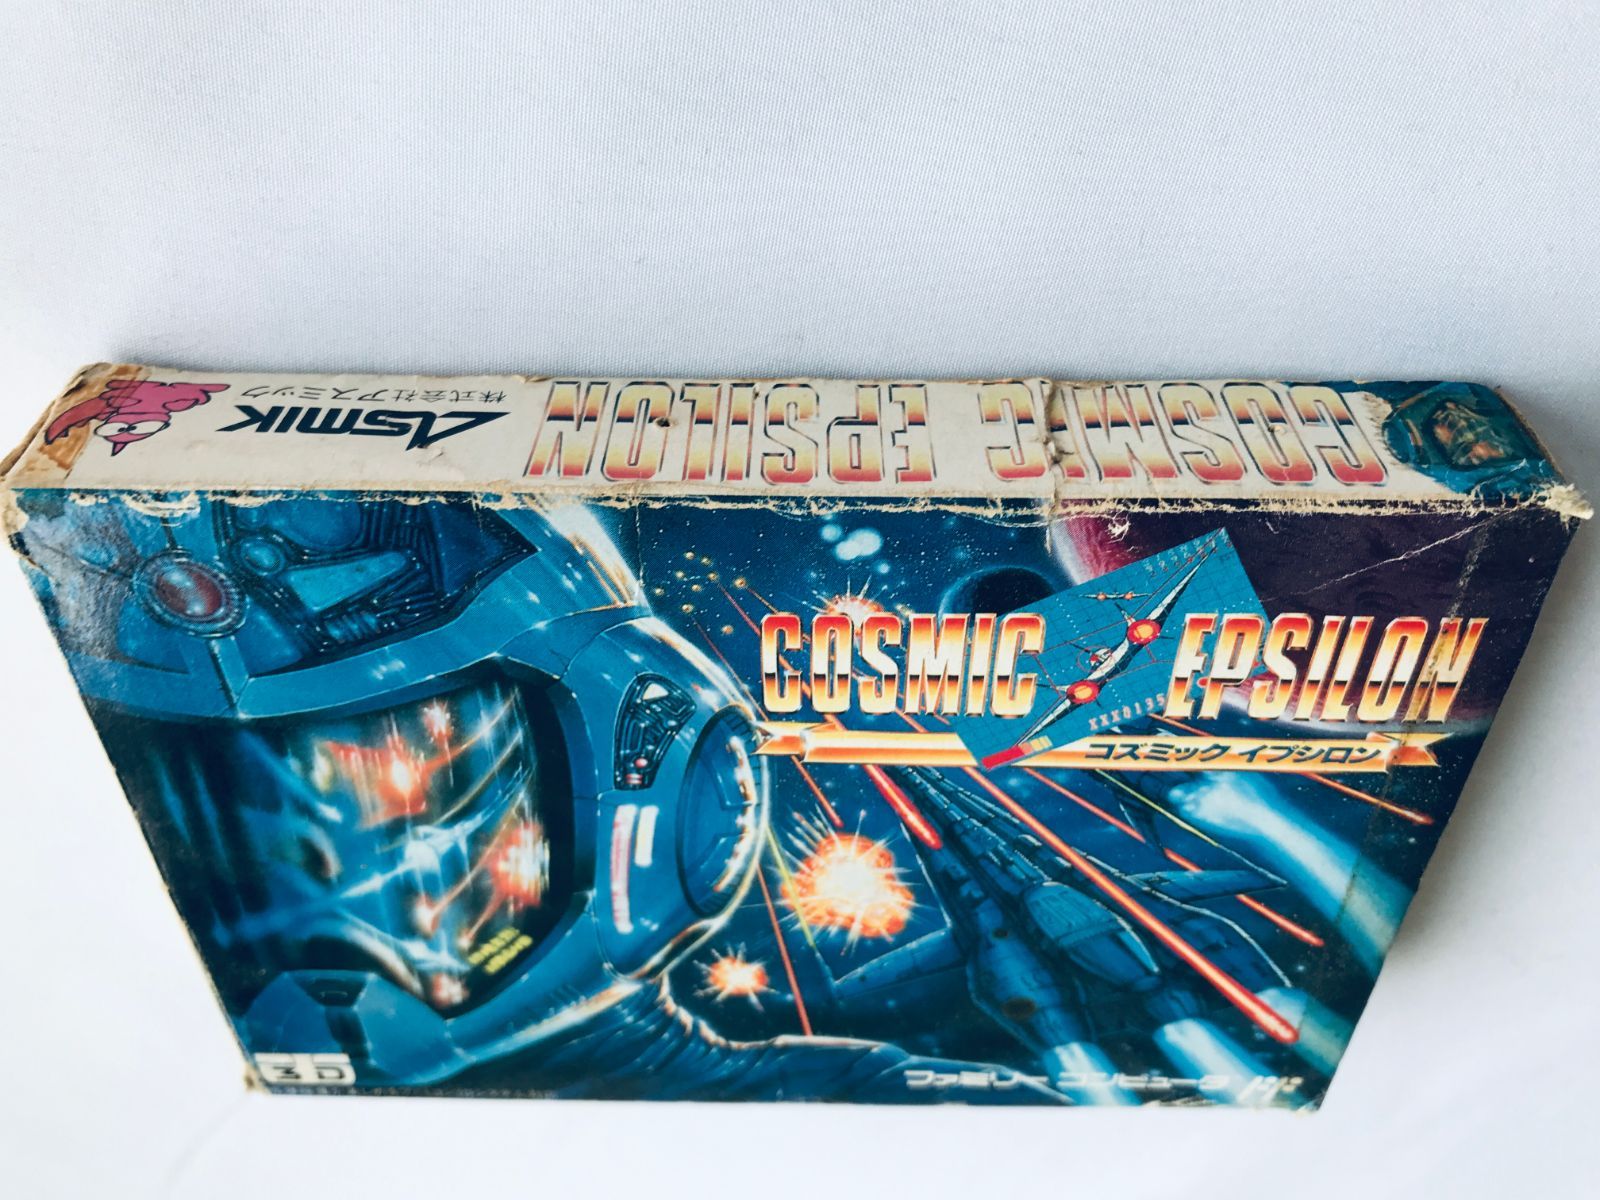 COSMIC EPSILON
ASMIK
株式会社アスミック
COSMIC EPSILON
XXX0135
コズミック イプシロン
3D
ファミリー コンピュータ